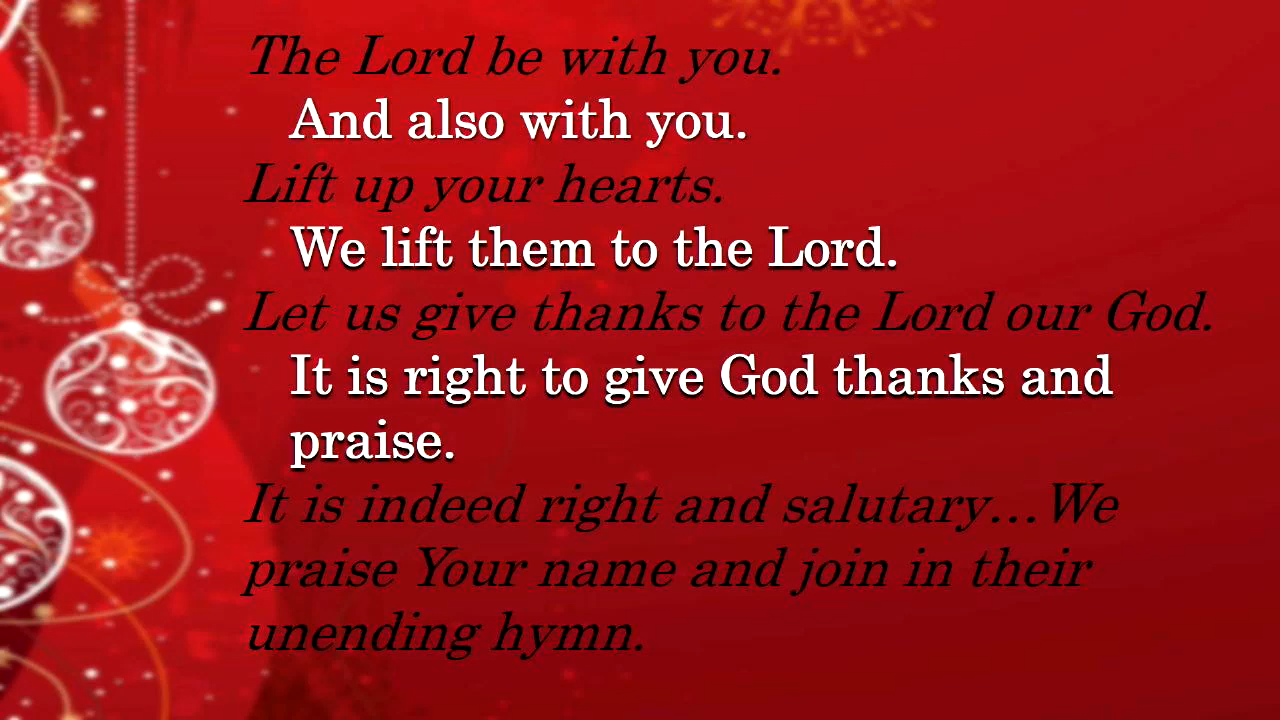 The Lord be with you.
And also with you.
Lift up your hearts.
We lift them to the Lord.
Let us give thanks to the Lord our God.
It is right to give God thanks and
praise.
It is indeed right and salutary…We
praise Your name and join in their
unending hymn.